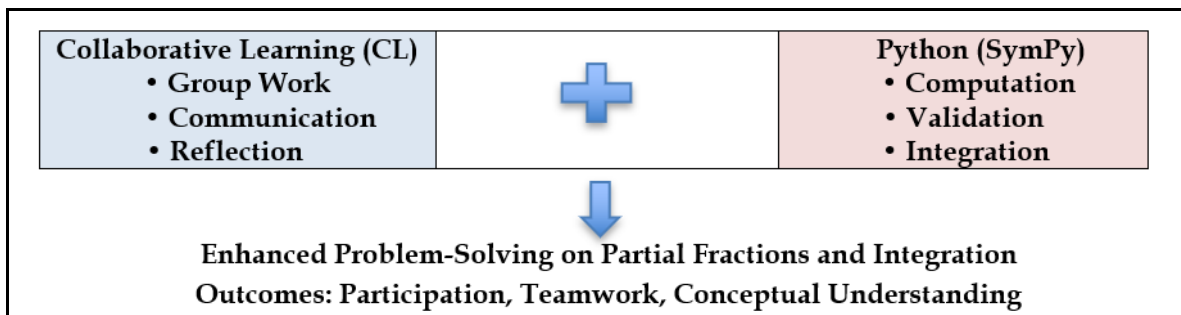 Collaborative Learning (CL)
• Group Work
• Communication
• Reflection
Python (SymPy)
• Computation
• Validation
• Integration
Enhanced Problem-Solving on Partial Fractions and Integration
Outcomes: Participation, Teamwork, Conceptual Understanding